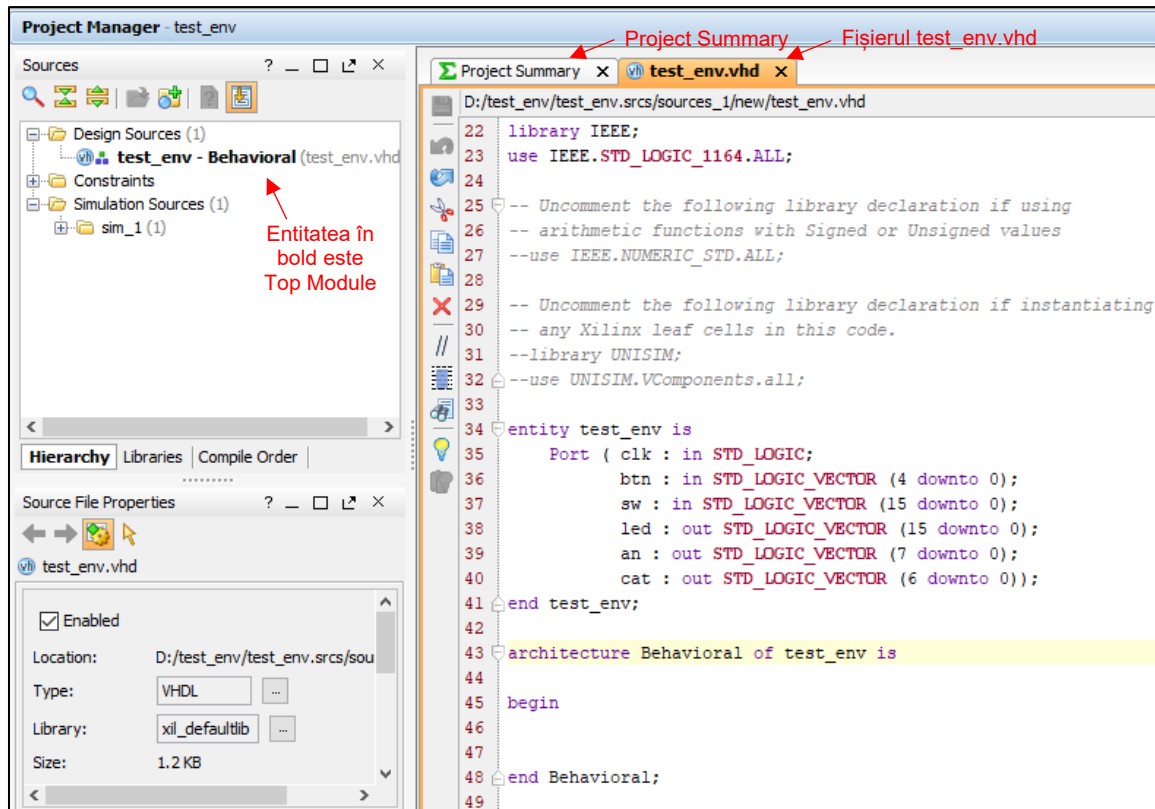 Project Manager - test_env
Project Summary
Fișierul test_env.vhd
Sources
? _
Design Sources (1)
test_env - Behavioral (test_env.vhd
Constraints
Simulation Sources (1)
sim_1 (1)
Entitatea în
bold este
Top Module
Hierarchy Libraries Compile Order
Source File Properties
? _
test_env.vhd
Enabled
Location: D:/test_env/test_env.srcs/sou
Type: VHDL ...
Library: xil_defaultlib ...
Size: 1.2 KB
Σ Project Summary x vh test_env.vhd x
D:/test_env/test_env.srcs/sources_1/new/test_env.vhd
22 library IEEE;
23 use IEEE.STD_LOGIC_1164.ALL;
24
25 -- Uncomment the following library declaration if using
26 -- arithmetic functions with Signed or Unsigned values
27 --use IEEE.NUMERIC_STD.ALL;
28
29 -- Uncomment the following library declaration if instantiating
30 -- any Xilinx leaf cells in this code.
31 --library UNISIM;
32 --use UNISIM.VComponents.all;
33
34 entity test_env is
35 Port ( clk : in STD_LOGIC;
36 btn : in STD_LOGIC_VECTOR (4 downto 0);
37 sw : in STD_LOGIC_VECTOR (15 downto 0);
38 led : out STD_LOGIC_VECTOR (15 downto 0);
39 an : out STD_LOGIC_VECTOR (7 downto 0);
40 cat : out STD_LOGIC_VECTOR (6 downto 0));
41 end test_env;
42
43 architecture Behavioral of test_env is
44
45 begin
46
47
48 end Behavioral;
49